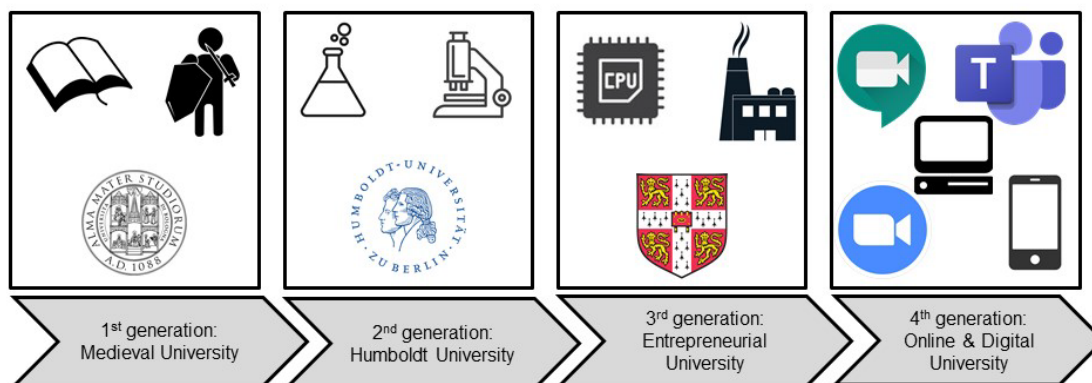 ALMA MATER STUDIORUM
A.D. 1088
HUMBOLDT · UNIVERSITÄT
ZU BERLIN
CPU
T
1st generation:
Medieval University
2nd generation:
Humboldt University
3rd generation:
Entrepreneurial
University
4th generation:
Online & Digital
University